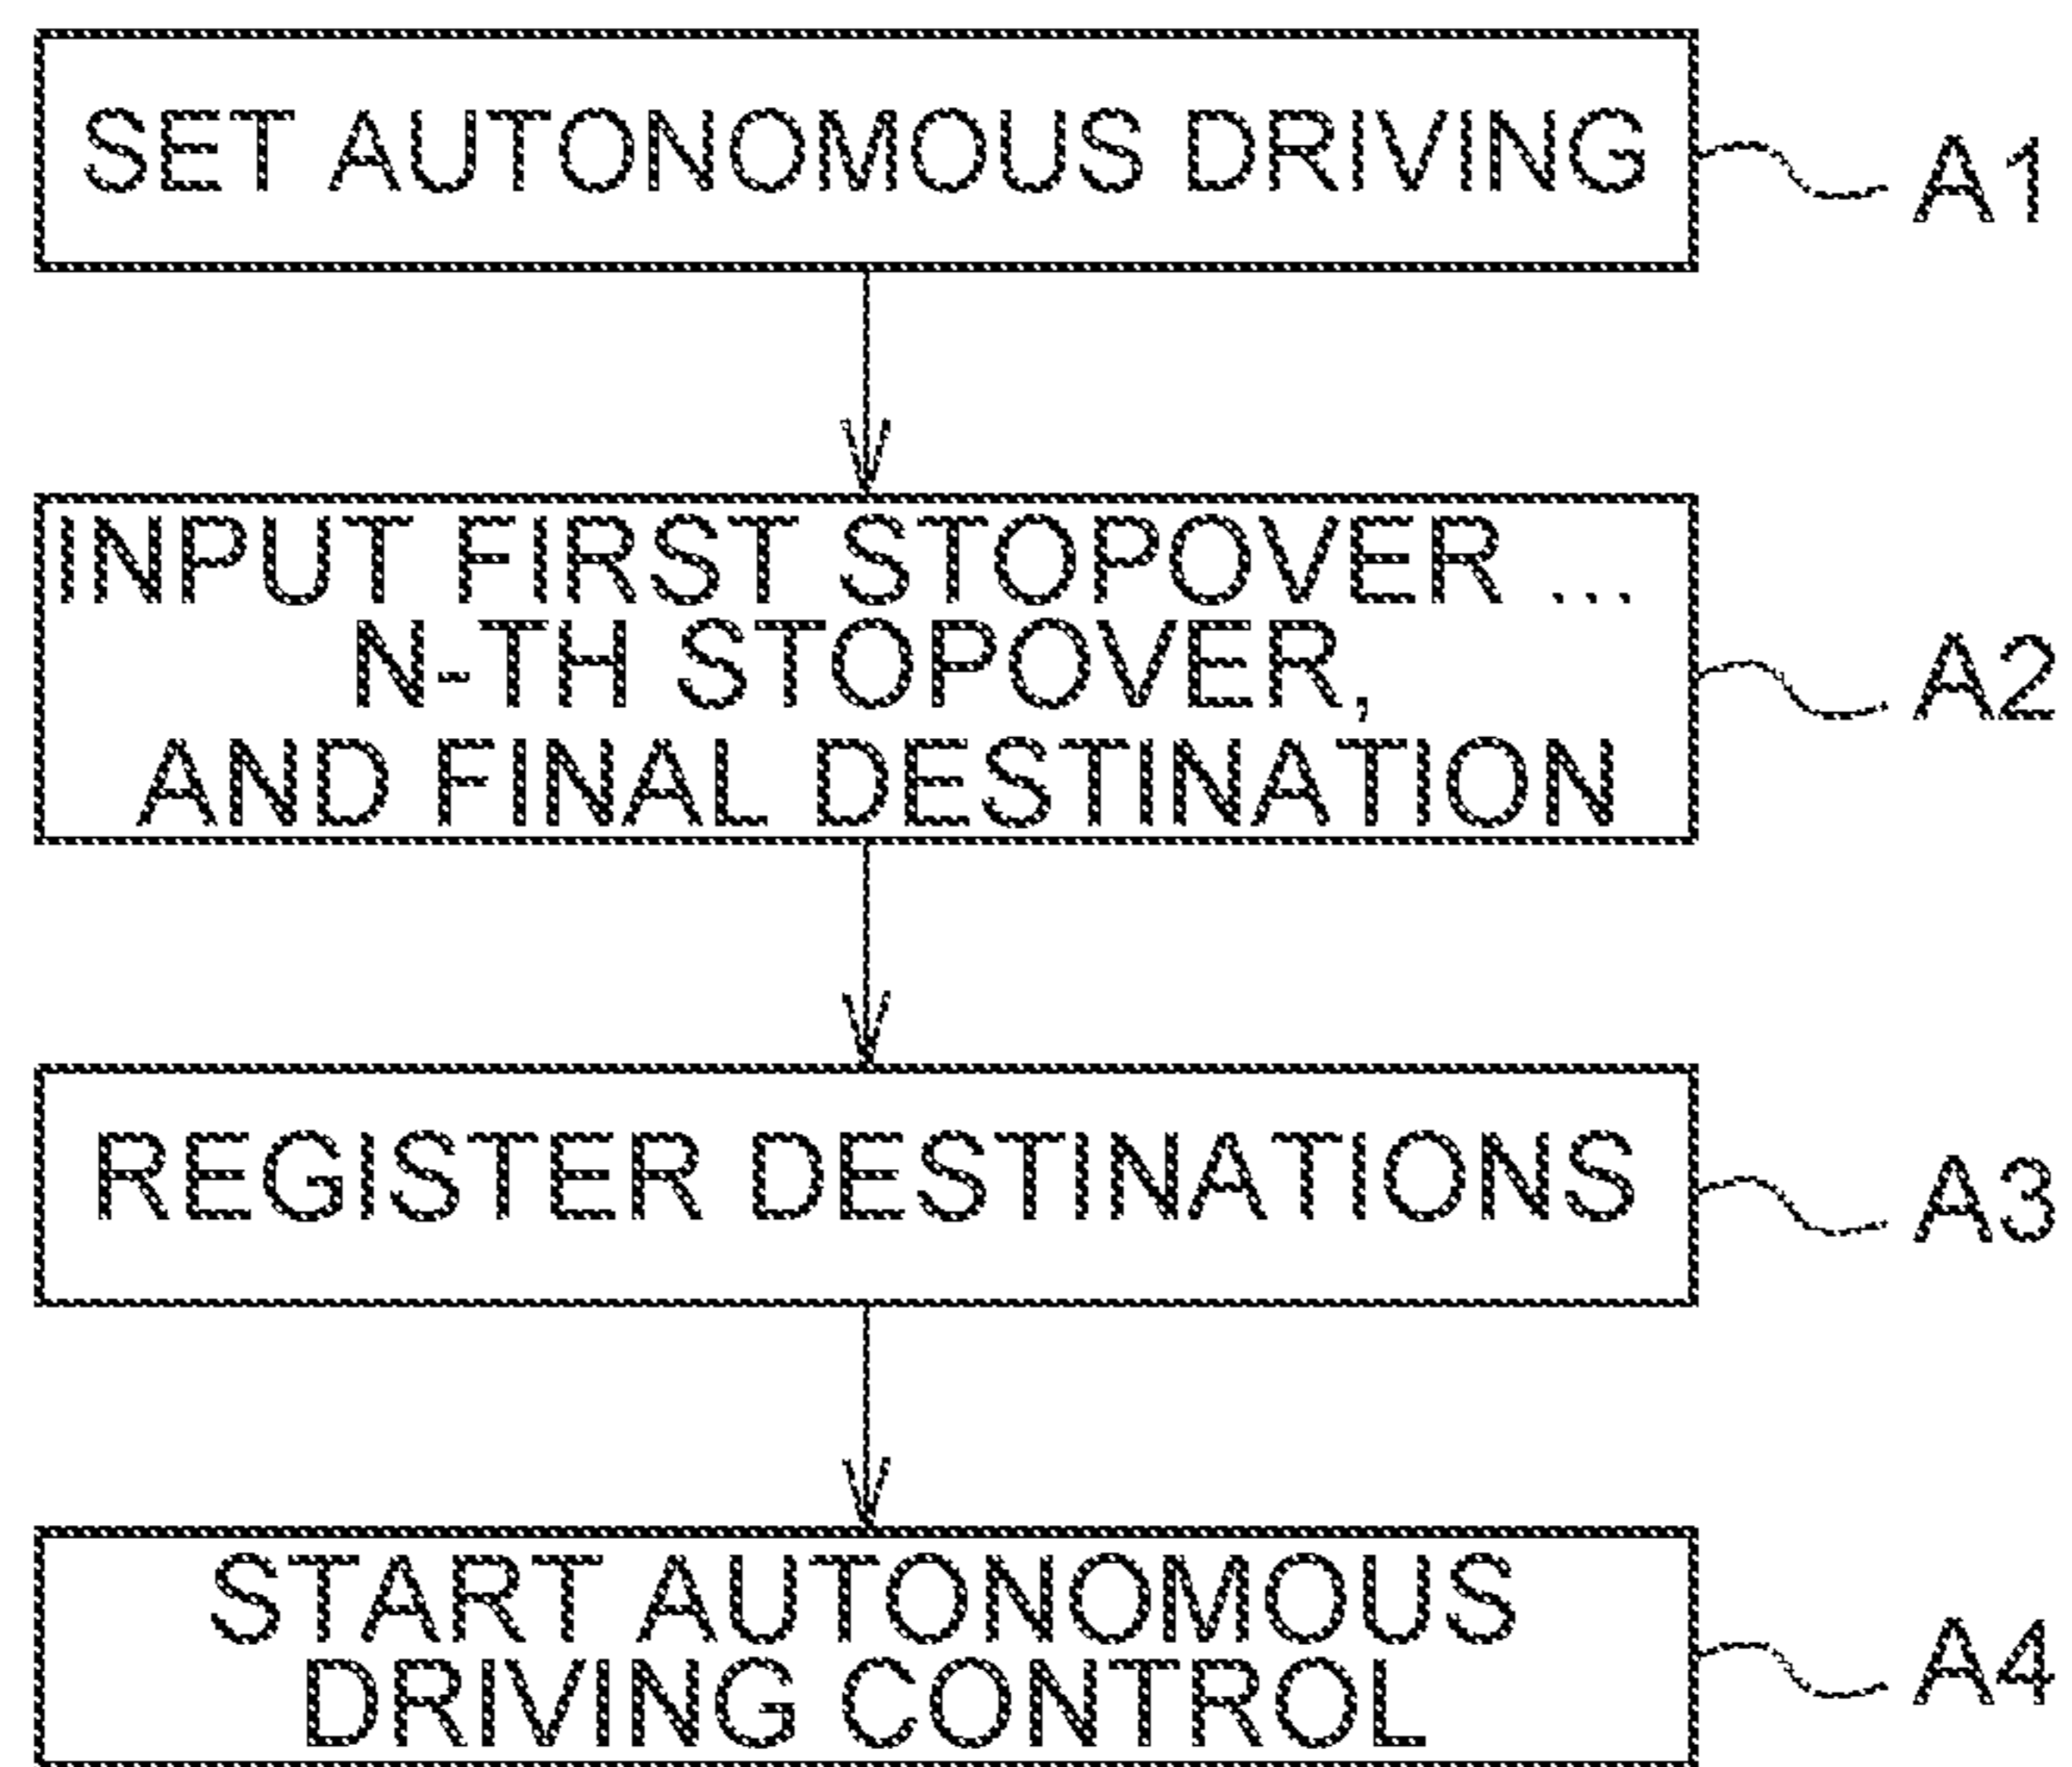 SET AUTONOMOUS DRIVING
A1
INPUT FIRST STOPOVER ...
N-TH STOPOVER,
AND FINAL DESTINATION
A2
REGISTER DESTINATIONS
A3
START AUTONOMOUS
DRIVING CONTROL
A4